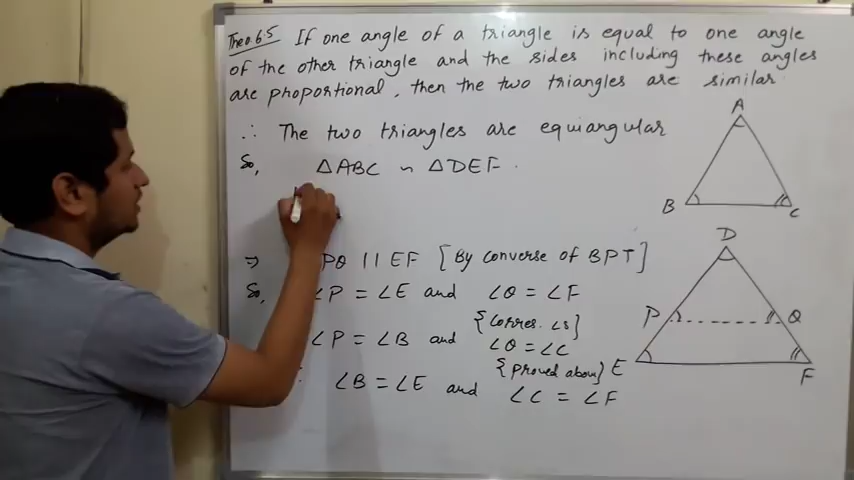 Theo 6.5 If one angle of a triangle is equal to one angle
of the other triangle and the sides including these angles
are proportional, then the two triangles are similar.
∴ The two triangles are equiangular
So, △ABC ~ △DEF.
⇒ PQ || EF [By converse of BPT]
So, ∠P = ∠E and ∠Q = ∠F
{Corres. ∠s}
∠P = ∠B and ∠Q = ∠C
{Proved above}
∠B = ∠E and ∠C = ∠F
A
B
C
D
P
Q
E
F